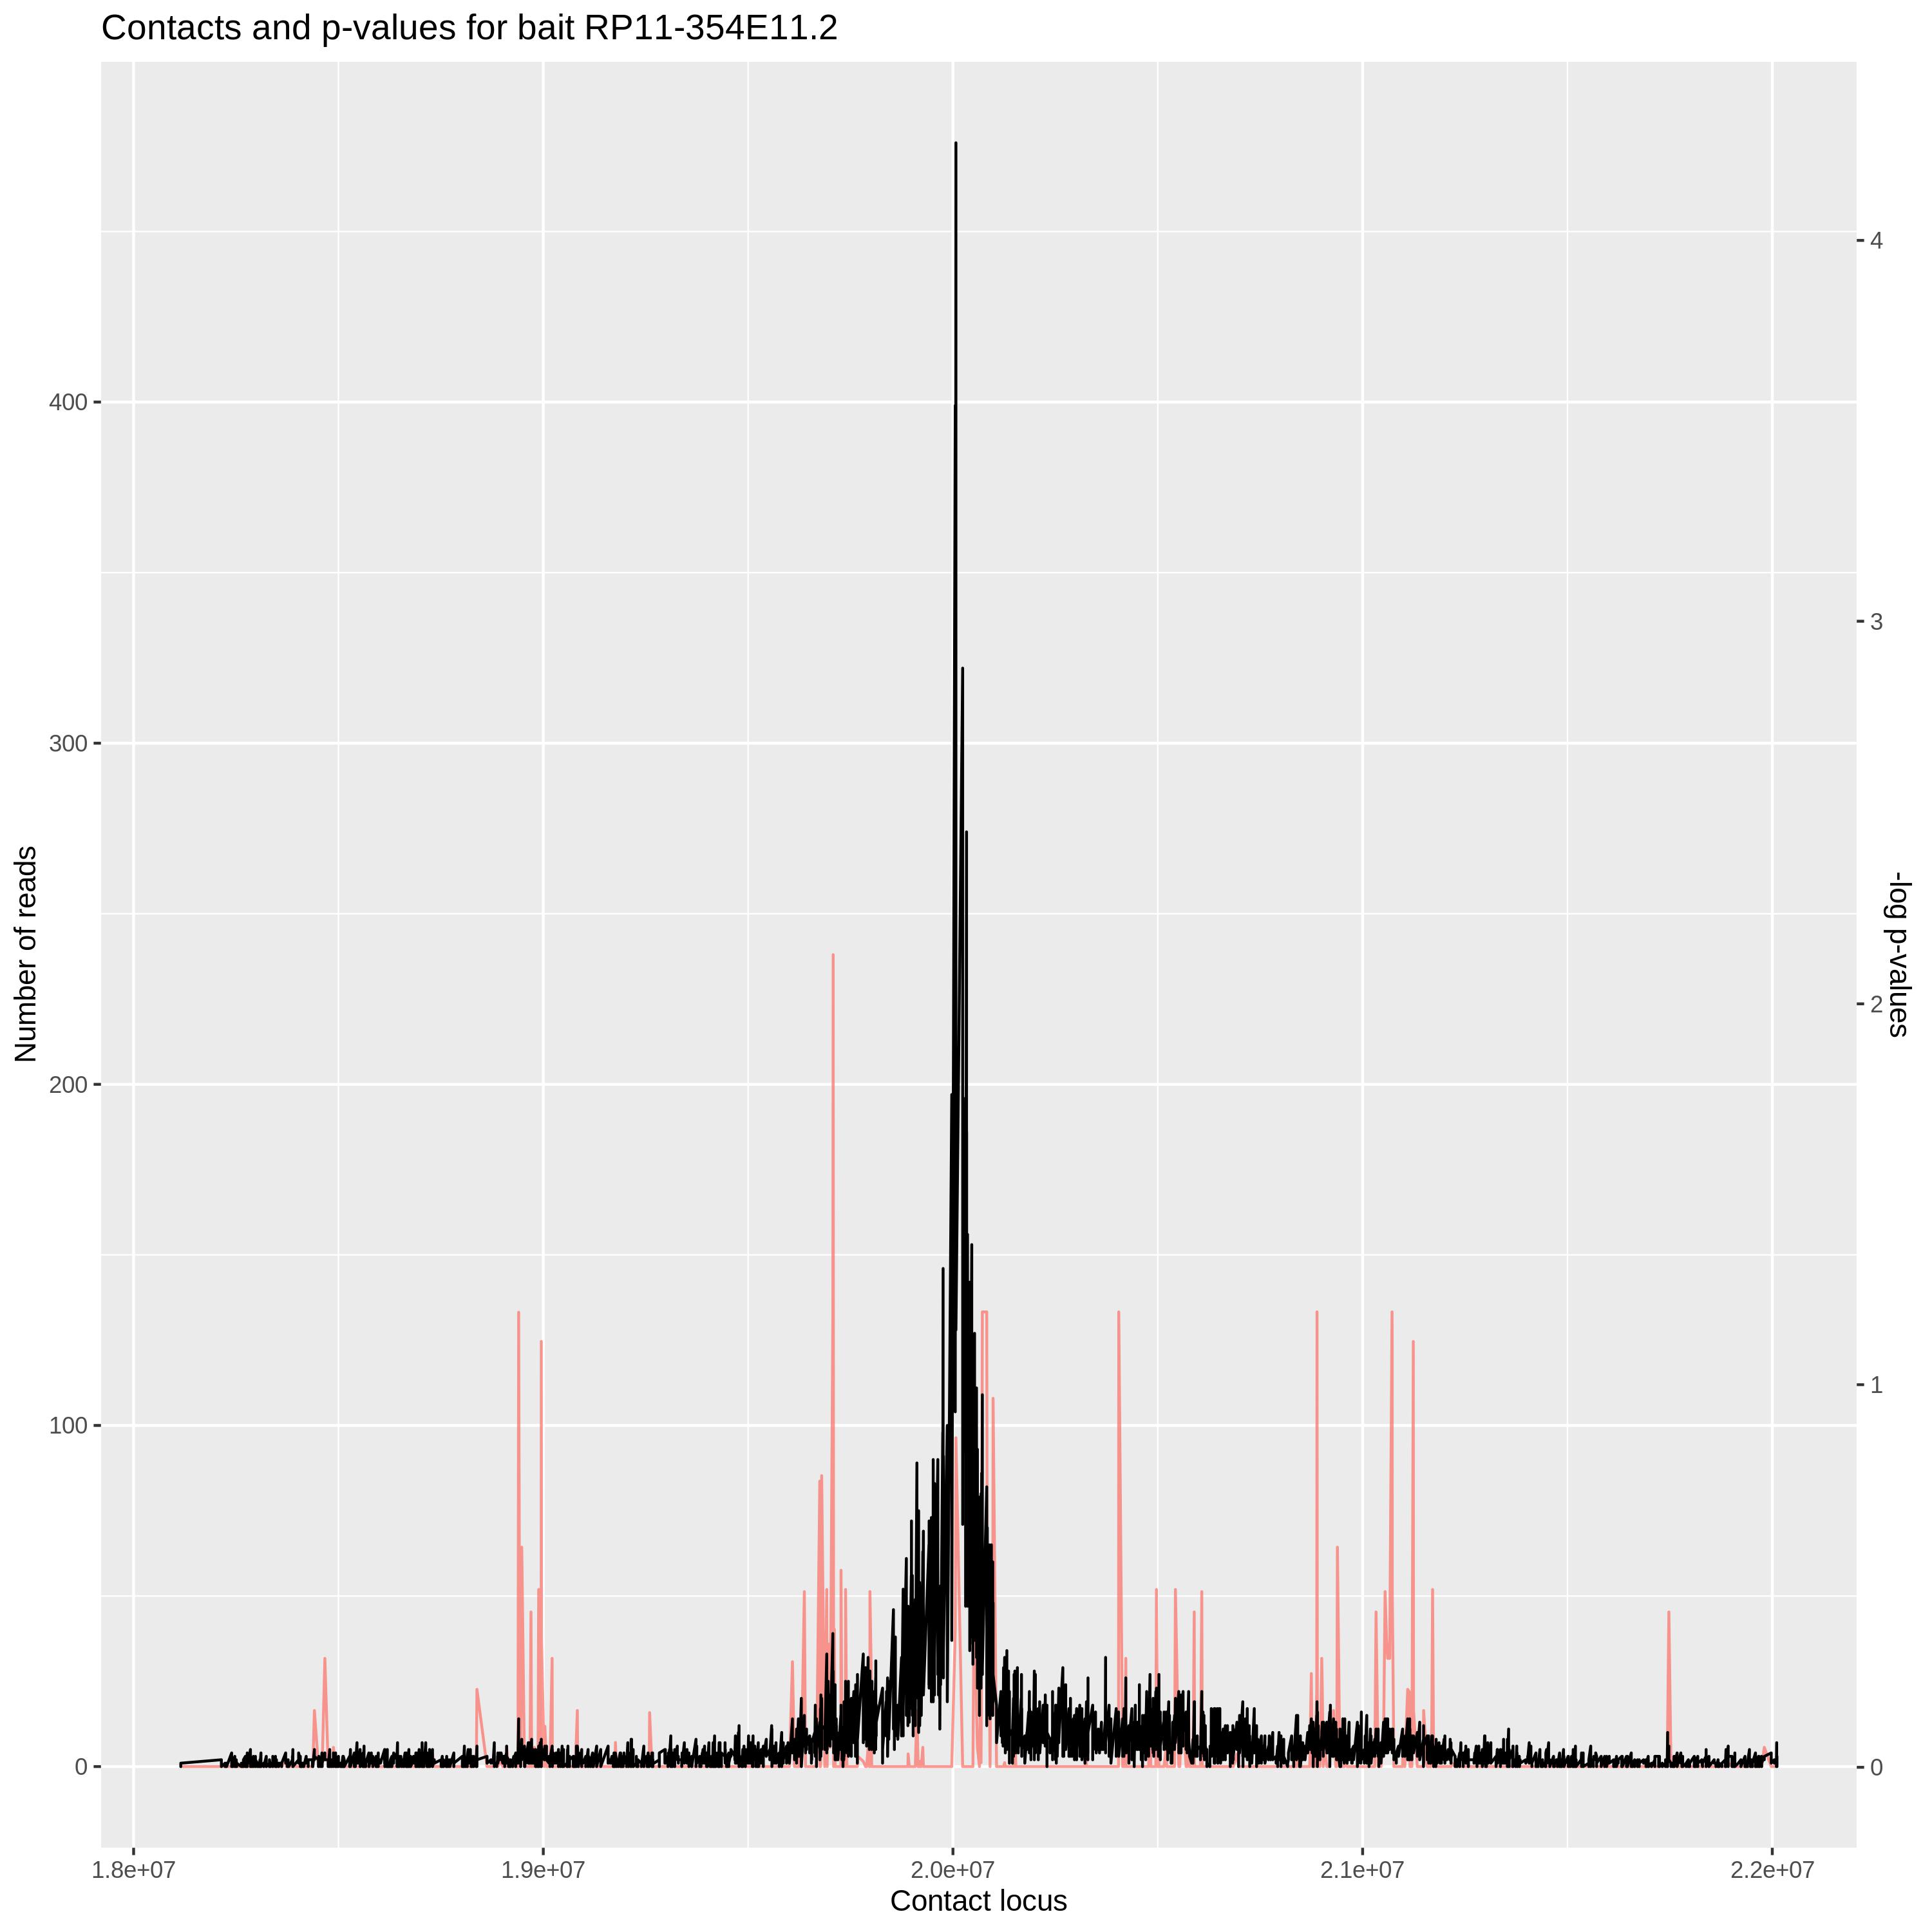 Contacts and p-values for bait RP11-354E11.2
Number of reads
400
300
200
100
0
4
3
2
1
0
-log p-values
1.8e+07
1.9e+07
2.0e+07
2.1e+07
2.2e+07
Contact locus